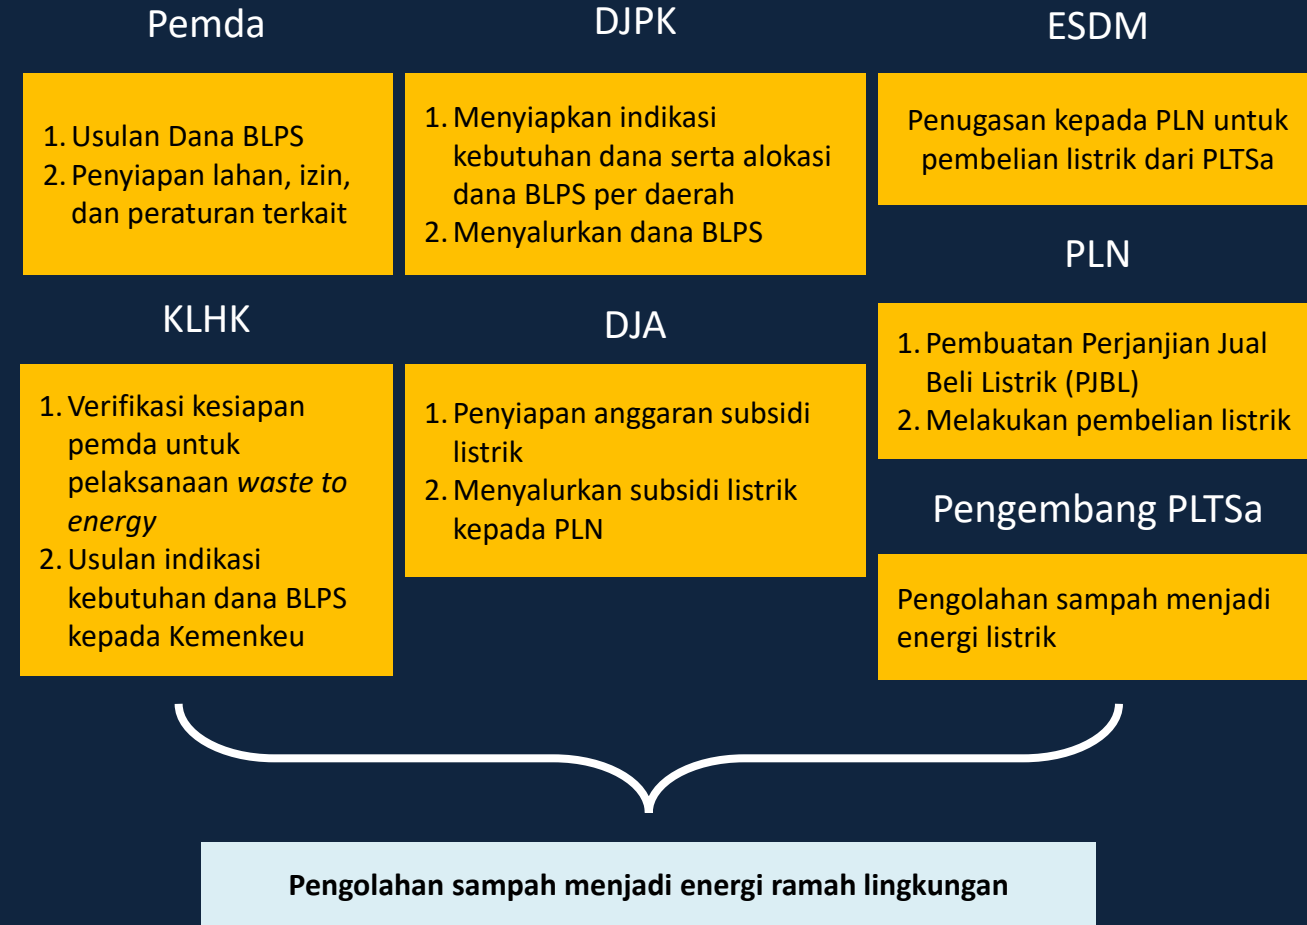 Pemda
1. Usulan Dana BLPS
2. Penyiapan lahan, izin,
dan peraturan terkait
KLHK
1. Verifikasi kesiapan
pemda untuk
pelaksanaan waste to
energy
2. Usulan indikasi
kebutuhan dana BLPS
kepada Kemenkeu
DJPK
1. Menyiapkan indikasi
kebutuhan dana serta alokasi
dana BLPS per daerah
2. Menyalurkan dana BLPS
DJA
1. Penyiapan anggaran subsidi
listrik
2. Menyalurkan subsidi listrik
kepada PLN
ESDM
Penugasan kepada PLN untuk
pembelian listrik dari PLTSa
PLN
1. Pembuatan Perjanjian Jual
Beli Listrik (PJBL)
2. Melakukan pembelian listrik
Pengembang PLTSa
Pengolahan sampah menjadi
energi listrik
Pengolahan sampah menjadi energi ramah lingkungan